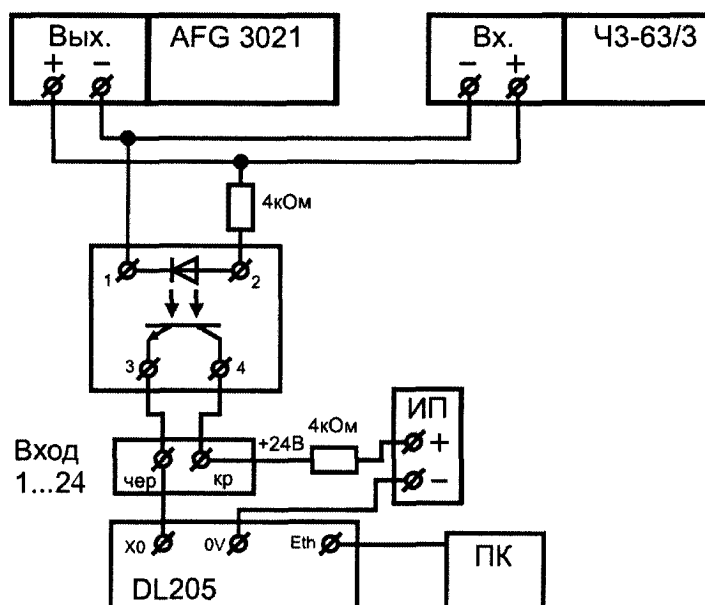 Вых.
AFG 3021
Вх.
Ч3-63/3
+
−
−
+
4кОм
1
2
3
4
ИП
4кОм
+24В
+
−
Вход
1...24
чер
кр
X0
0V
Eth
DL205
ПК